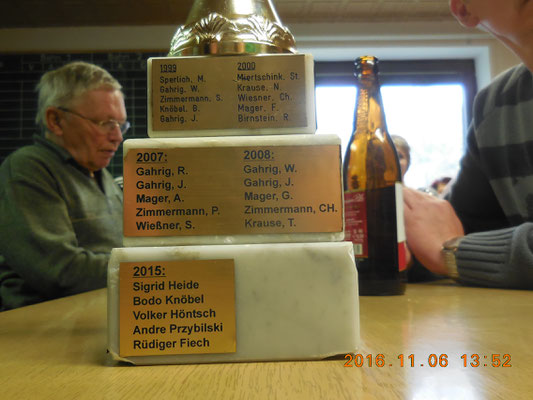 1999 2000
Sperlich, M. Miertschink, St
Gahrig, W. Krause, N.
Zimmermann, S. Wiesner, CH.
Knöbel, B. Mager, F.
Gahrig, J. Birnstein, R.
2007: 2008:
Gahrig, R. Gahrig, W.
Gahrig, J. Gahrig, J.
Mager, A. Mager, G.
Zimmermann, P. Zimmermann, CH.
Wießner, S. Krause, T.
2015:
Sigrid Heide
Bodo Knöbel
Volker Höntsch
Andre Przybilski
Rüdiger Fiech
2016.11.06 13:52